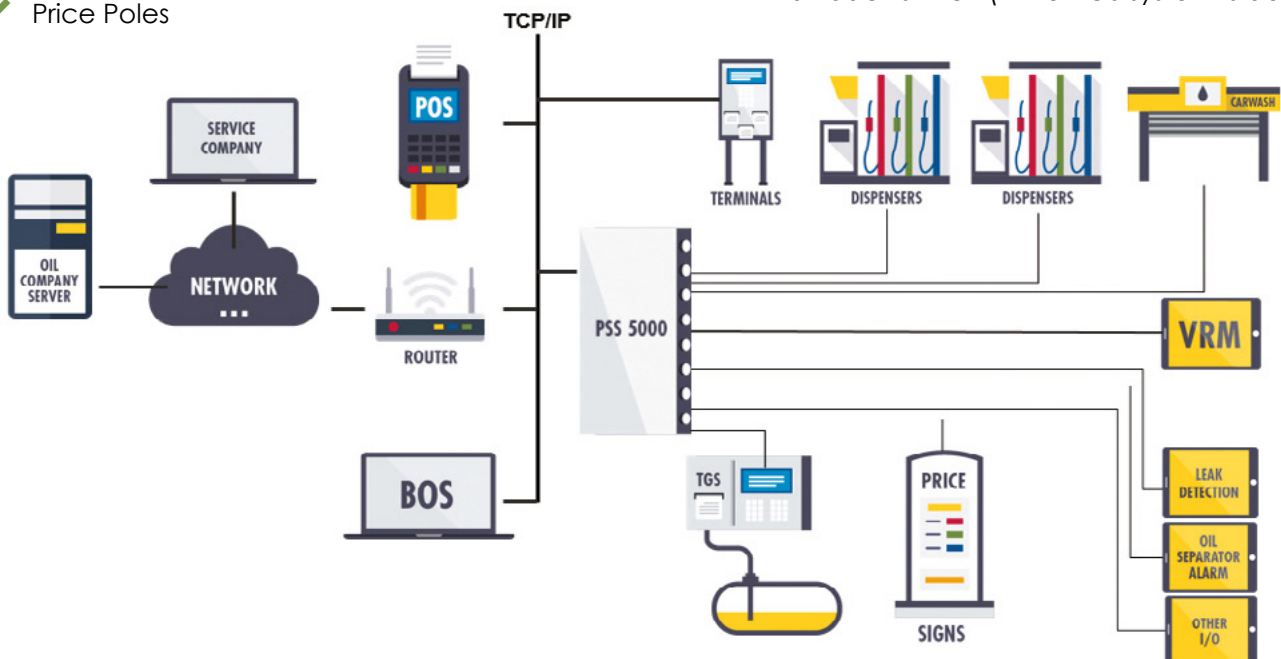 Price Poles
TCP/IP
POS
SERVICE
COMPANY
OIL
COMPANY
SERVER
NETWORK
ROUTER
BOS
TERMINALS
DISPENSERS
DISPENSERS
CARWASH
PSS 5000
VRM
TGS
PRICE
SIGNS
LEAK
DETECTION
OIL
SEPARATOR
ALARM
OTHER
I/O